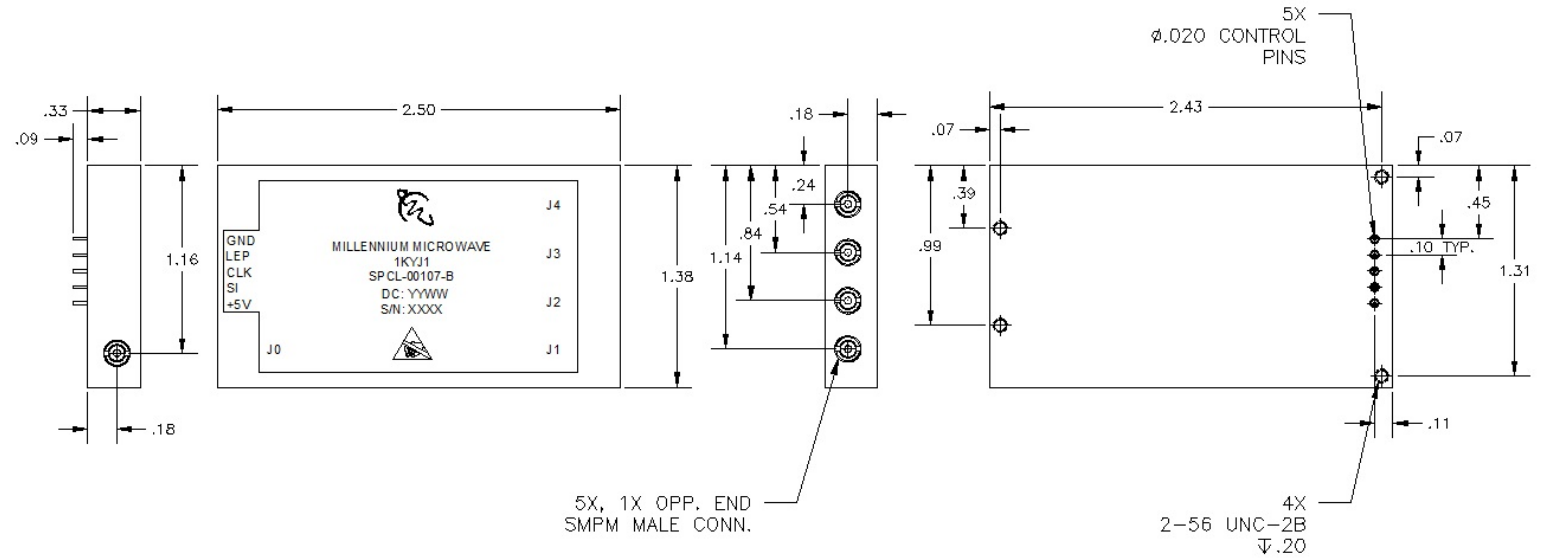 5X
⌀.020 CONTROL
PINS
.33
2.50
.18
2.43
.09
.07
.07
.24
.39
.45
.54
.84
.99
.10 TYP.
1.16
1.14
1.38
1.31
J4
GND
LEP
CLK
SI
+5V
MILLENNIUM MICROWAVE
1KYJ1
SPCL-00107-B
DC: YYWW
S/N: XXXX
J3
J2
J0
J1
.18
.11
5X, 1X OPP. END
SMPM MALE CONN.
4X
2-56 UNC-2B
↧.20